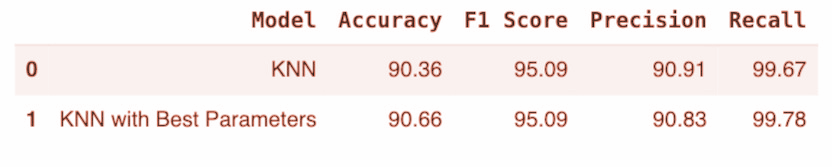 Model Accuracy F1 Score Precision Recall
0 KNN 90.36 95.09 90.91 99.67
1 KNN with Best Parameters 90.66 95.09 90.83 99.78